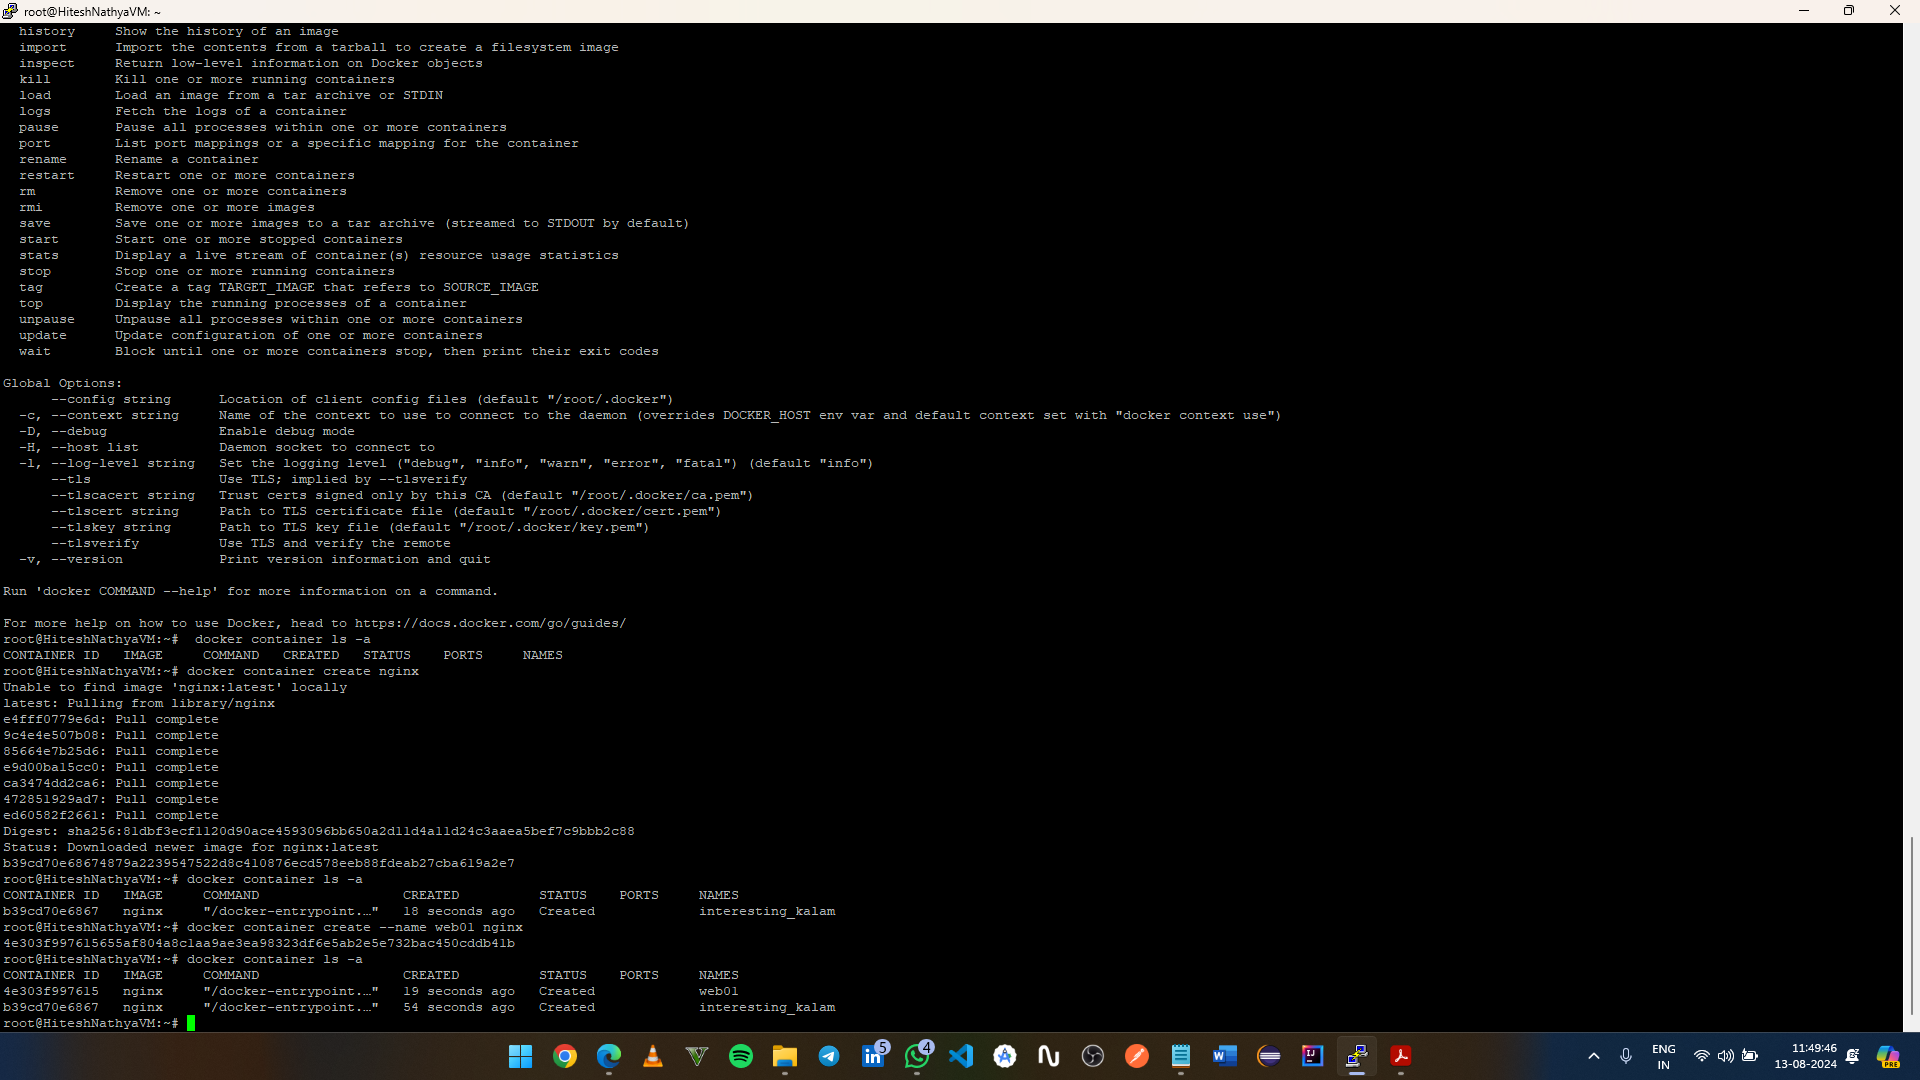 root@HiteshNathyaVM: ~
history     Show the history of an image
import      Import the contents from a tarball to create a filesystem image
inspect     Return low-level information on Docker objects
kill        Kill one or more running containers
load        Load an image from a tar archive or STDIN
logs        Fetch the logs of a container
pause       Pause all processes within one or more containers
port        List port mappings or a specific mapping for the container
rename      Rename a container
restart     Restart one or more containers
rm          Remove one or more containers
rmi         Remove one or more images
save        Save one or more images to a tar archive (streamed to STDOUT by default)
start       Start one or more stopped containers
stats       Display a live stream of container(s) resource usage statistics
stop        Stop one or more running containers
tag         Create a tag TARGET_IMAGE that refers to SOURCE_IMAGE
top         Display the running processes of a container
unpause     Unpause all processes within one or more containers
update      Update configuration of one or more containers
wait        Block until one or more containers stop, then print their exit codes
Global Options:
    --config string      Location of client config files (default "/root/.docker")
-c, --context string     Name of the context to use to connect to the daemon (overrides DOCKER_HOST env var and default context set with "docker context use")
-D, --debug              Enable debug mode
-H, --host list          Daemon socket to connect to
-l, --log-level string   Set the logging level ("debug", "info", "warn", "error", "fatal") (default "info")
    --tls                Use TLS; implied by --tlsverify
    --tlscacert string   Trust certs signed only by this CA (default "/root/.docker/ca.pem")
    --tlscert string     Path to TLS certificate file (default "/root/.docker/cert.pem")
    --tlskey string      Path to TLS key file (default "/root/.docker/key.pem")
    --tlsverify          Use TLS and verify the remote
-v, --version            Print version information and quit
Run 'docker COMMAND --help' for more information on a command.
For more help on how to use Docker, head to https://docs.docker.com/go/guides/
root@HiteshNathyaVM:~#  docker container ls -a
CONTAINER ID   IMAGE     COMMAND   CREATED   STATUS    PORTS     NAMES
root@HiteshNathyaVM:~# docker container create nginx
Unable to find image 'nginx:latest' locally
latest: Pulling from library/nginx
e4fff0779e6d: Pull complete
9c4e4e507b08: Pull complete
85664e7b25d6: Pull complete
e9d00ba15cc0: Pull complete
ca3474dd2ca6: Pull complete
472851929ad7: Pull complete
ed60582f2661: Pull complete
Digest: sha256:81dbf3ecf1120d90ace4593096bb650a2d11d4a11d24c3aaea5bef7c9bbb2c88
Status: Downloaded newer image for nginx:latest
b39cd70e68674879a2239547522d8c410876ecd578eeb88fdeab27cba619a2e7
root@HiteshNathyaVM:~# docker container ls -a
CONTAINER ID   IMAGE     COMMAND                  CREATED          STATUS    PORTS     NAMES
b39cd70e6867   nginx     "/docker-entrypoint.…"   18 seconds ago   Created             interesting_kalam
root@HiteshNathyaVM:~# docker container create --name web01 nginx
4e303f997615655af804a8c1aa9ae3ea98323df6e5ab2e5e732bac450cddb41b
root@HiteshNathyaVM:~# docker container ls -a
CONTAINER ID   IMAGE     COMMAND                  CREATED          STATUS    PORTS     NAMES
4e303f997615   nginx     "/docker-entrypoint.…"   19 seconds ago   Created             web01
b39cd70e6867   nginx     "/docker-entrypoint.…"   54 seconds ago   Created             interesting_kalam
root@HiteshNathyaVM:~#
5
4
ENG
IN
11:49:46
13-08-2024
PRE